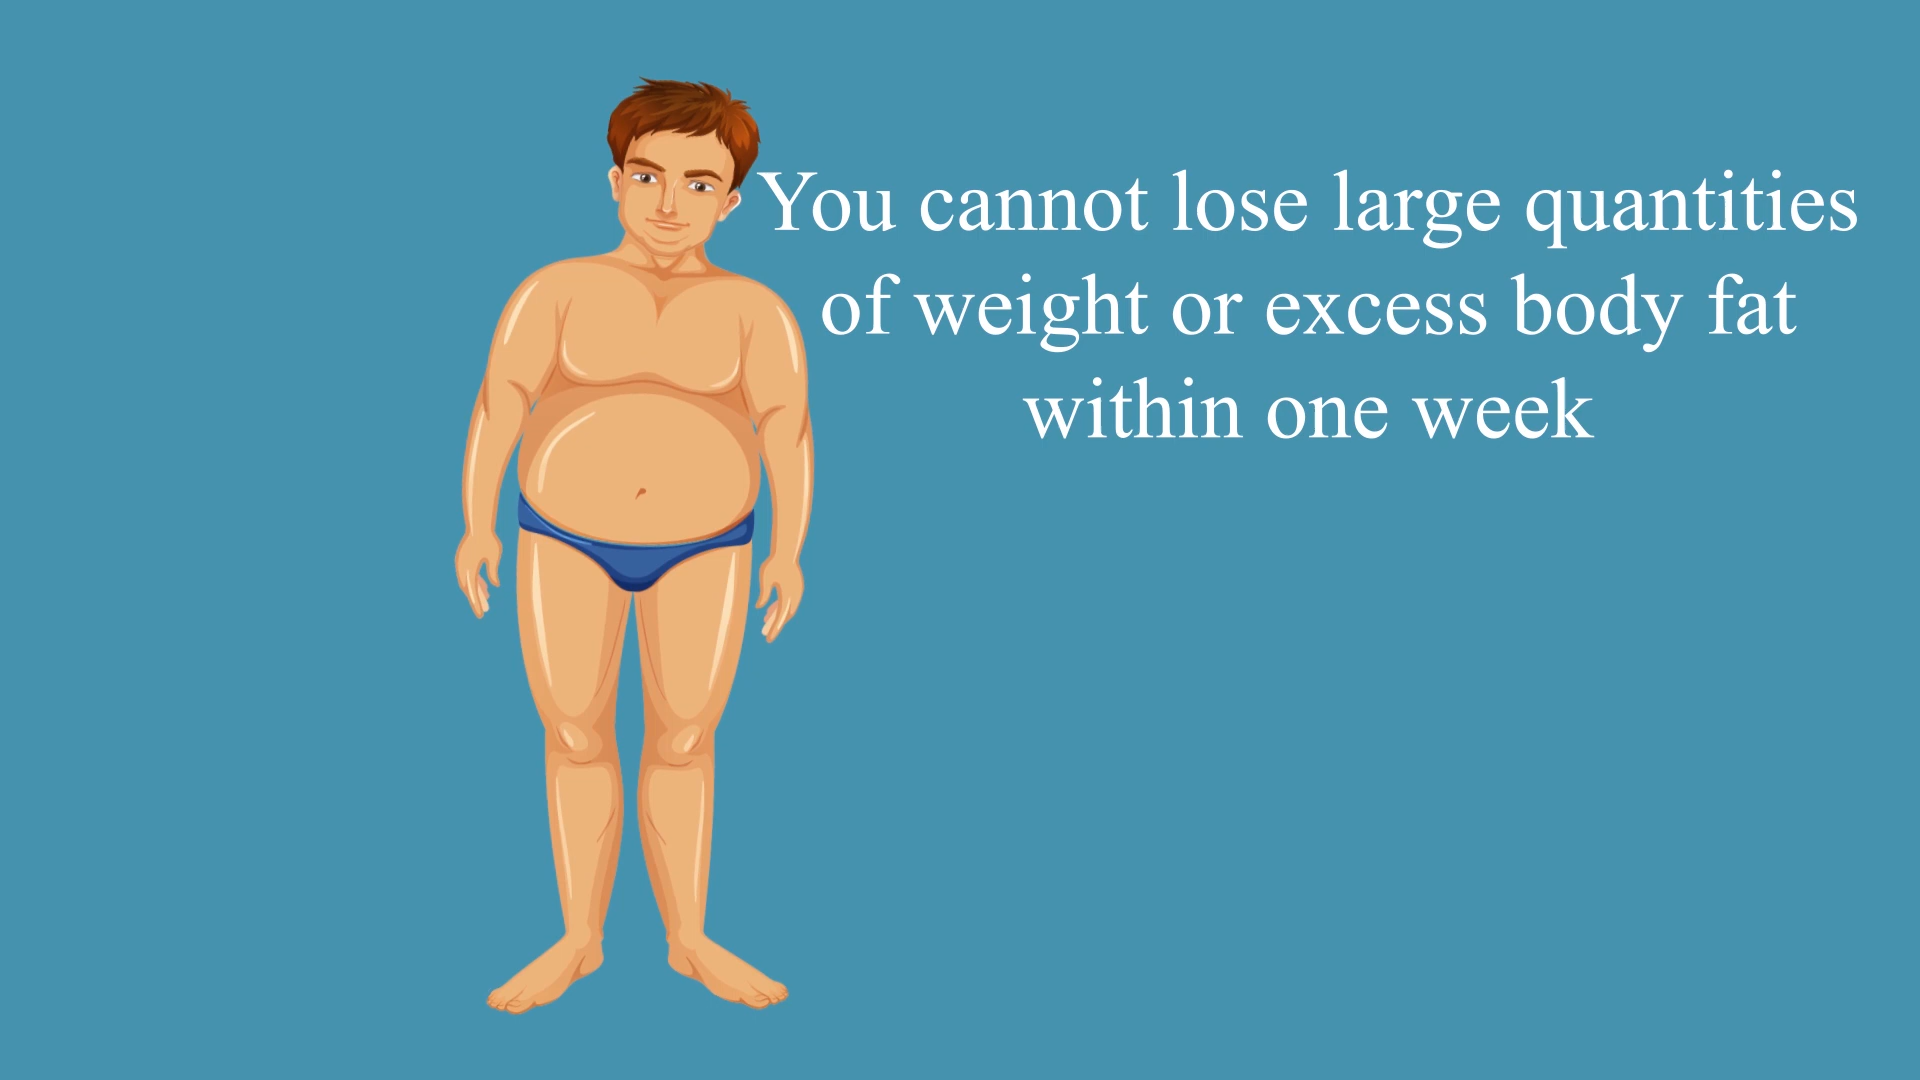 You cannot lose large quantities
of weight or excess body fat
within one week